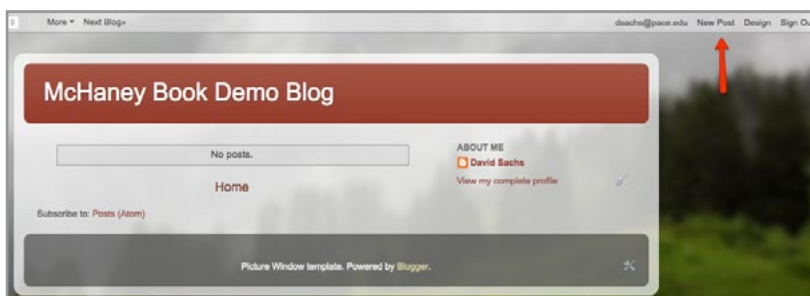 More Next Blog» dsachs@pace.edu New Post Design Sign Ou
McHaney Book Demo Blog
No posts.
Home
Subscribe to: Posts (Atom)
ABOUT ME
David Sachs
View my complete profile
Picture Window template. Powered by Blogger.